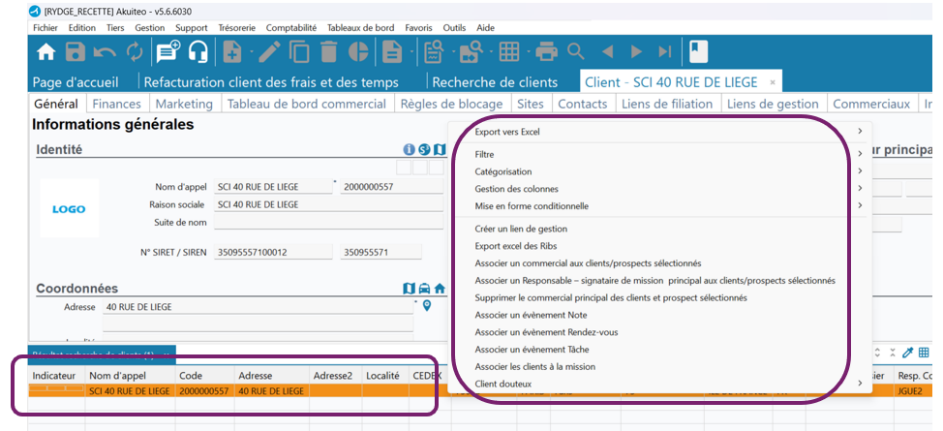 [RYDGE_RECETTE] Akuiteo - v5.6.6030
Fichier Edition Tiers Gestion Support Trésorerie Comptabilité Tableaux de bord Favoris Outils Aide
Page d'accueil Refacturation client des frais et des temps Recherche de clients Client - SCI 40 RUE DE LIEGE
Général Finances Marketing Tableau de bord commercial Règles de blocage Sites Contacts Liens de filiation Liens de gestion Commerciaux
Informations générales
Identité
LOGO
Nom d'appel SCI 40 RUE DE LIEGE * 2000000557
Raison sociale SCI 40 RUE DE LIEGE
Suite de nom
N° SIRET / SIREN 35095557100012 350955571
Coordonnées
Adresse 40 RUE DE LIEGE *
Export vers Excel
Filtre
Catégorisation
Gestion des colonnes
Mise en forme conditionnelle
Créer un lien de gestion
Export excel des Ribs
Associer un commercial aux clients/prospects sélectionnés
Associer un Responsable – signataire de mission principal aux clients/prospects sélectionnés
Supprimer le commercial principal des clients et prospect sélectionnés
Associer un évènement Note
Associer un évènement Rendez-vous
Associer un évènement Tâche
Associer les clients à la mission
Client douteux
Indicateur Nom d'appel Code Adresse Adresse2 Localité CEDEX Resp.
SCI 40 RUE DE LIEGE 2000000557 40 RUE DE LIEGE JGUE2